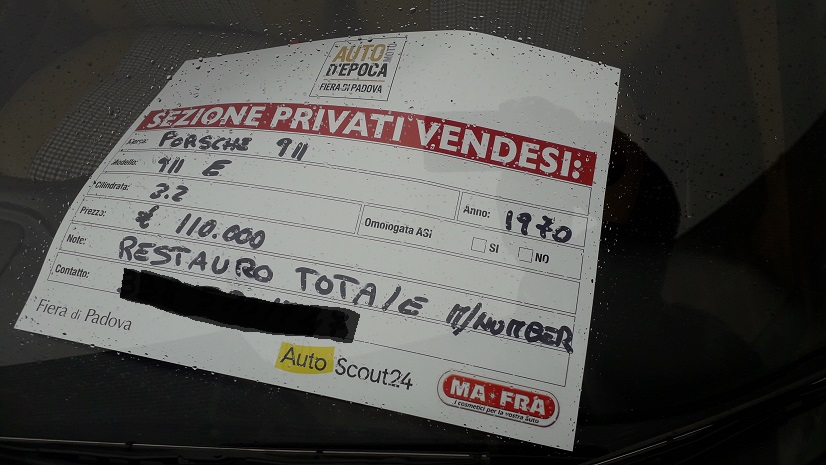 AUTO
MOTO
D'EPOCA
FIERA DI PADOVA
SEZIONE PRIVATI VENDESI:
Marca: PORSCHE 911
Modello: 911 E
Cilindrata: 2.2 Anno: 1970
Prezzo: € 110.000 Omologata ASI SI NO
Note: RESTAURO TOTALE M/NUMBER
Contatto:
Fiera di Padova
AutoScout24
MA-FRA
i cosmetici per la vostra auto